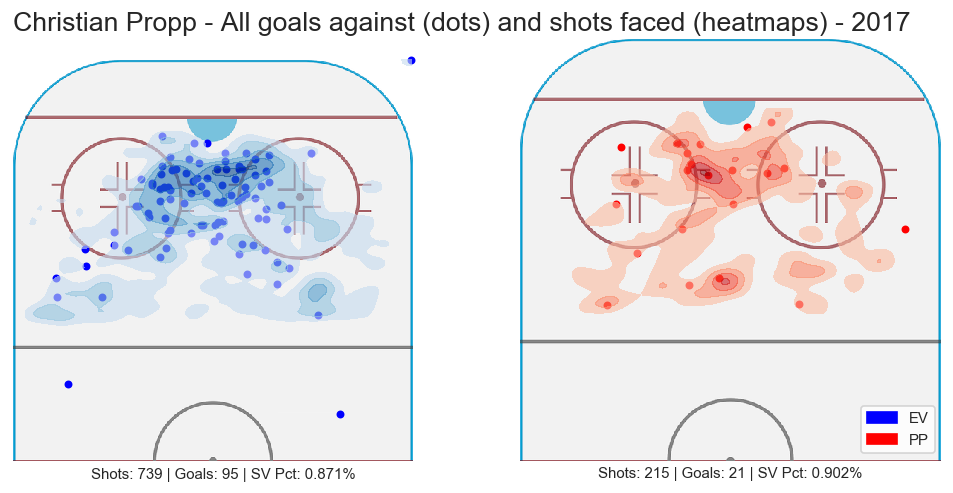 Christian Propp - All goals against (dots) and shots faced (heatmaps) - 2017
EV
PP
Shots: 739 | Goals: 95 | SV Pct: 0.871%
Shots: 215 | Goals: 21 | SV Pct: 0.902%